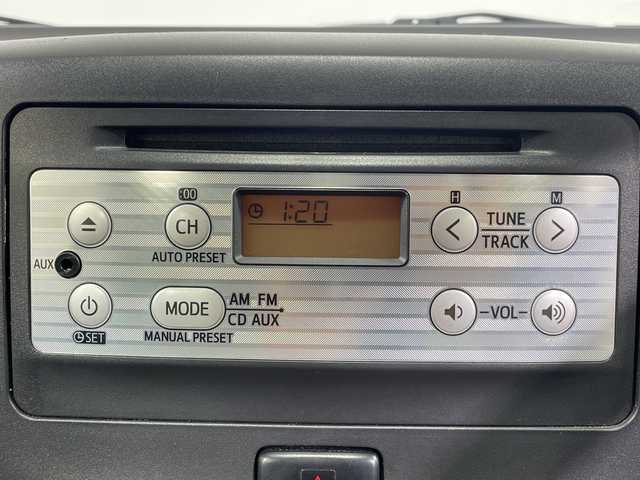 :00
1:20
H
M
CH
TUNE
TRACK
AUTO PRESET
AUX
MODE
AM FM
CD AUX
-VOL-
SET
MANUAL PRESET